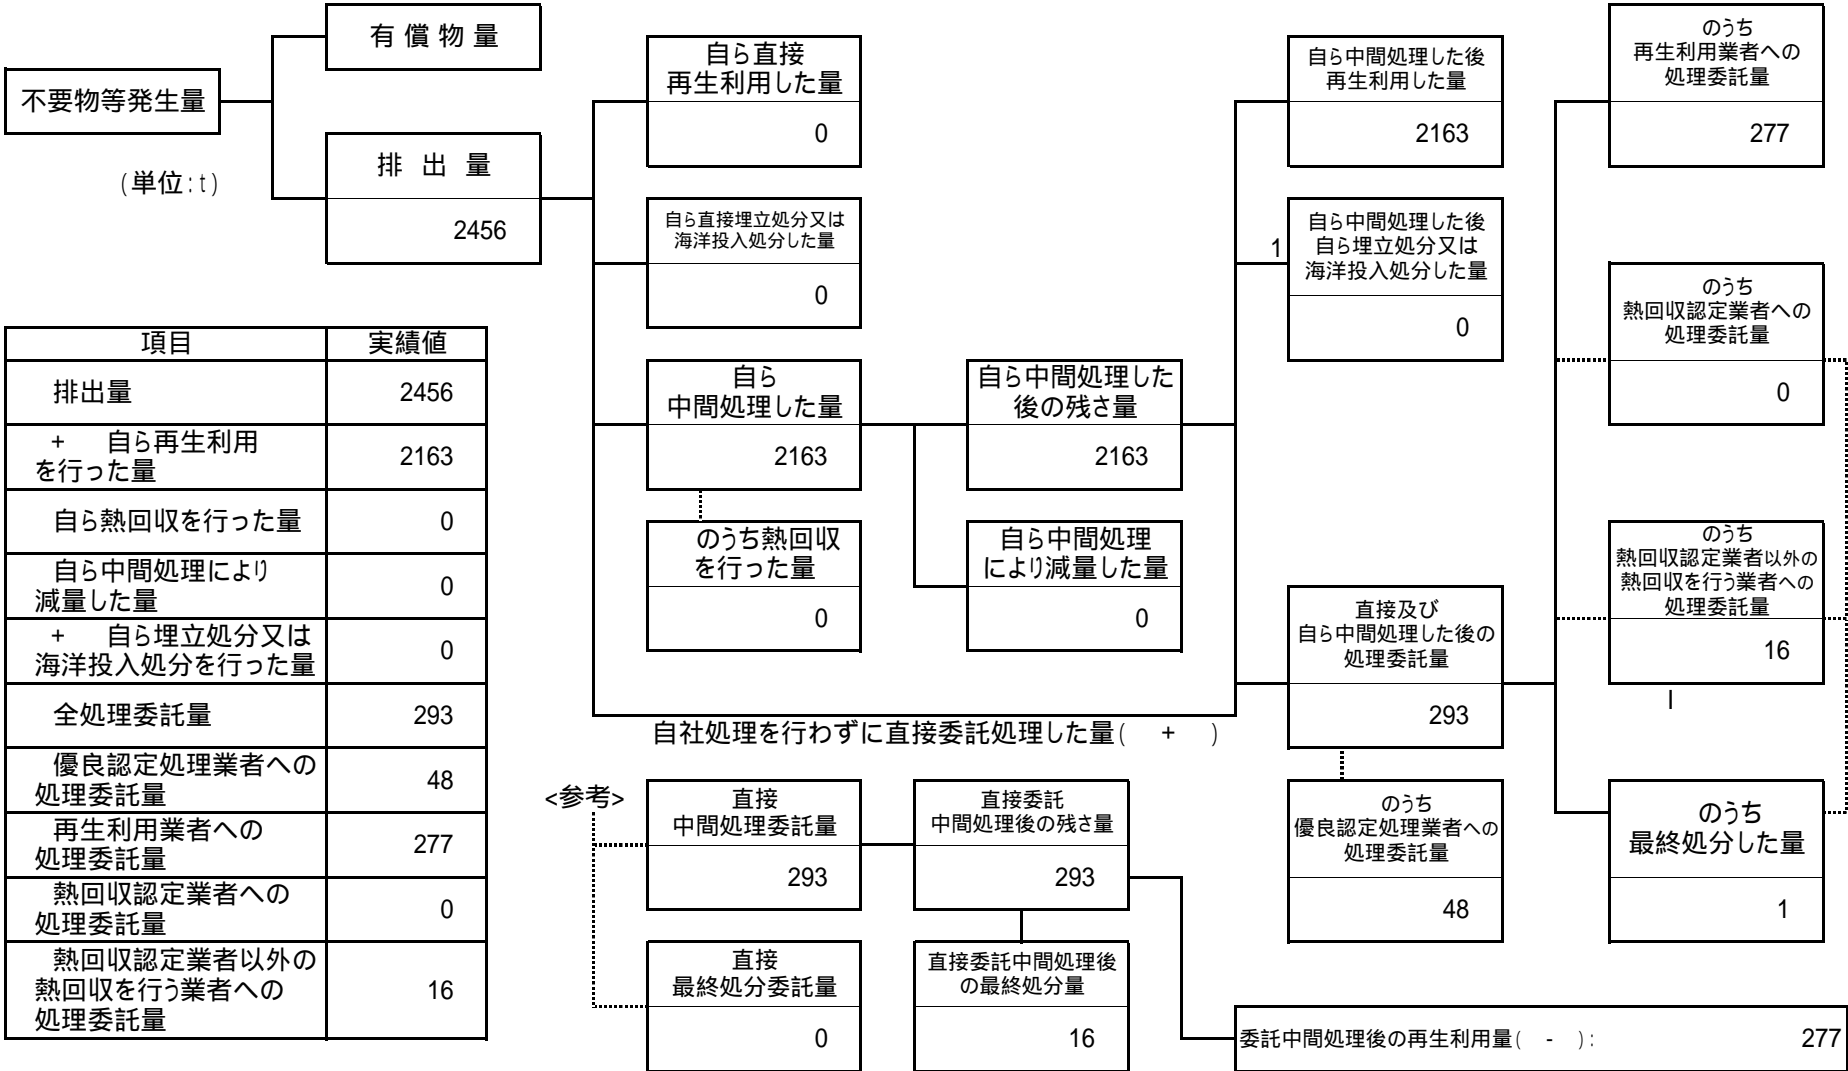 有償物量
不要物等発生量
(単位:t)
排出量
2456
自ら直接
再生利用した量
0
自ら直接埋立処分又は
海洋投入処分した量
0
自ら
中間処理した量
2163
のうち熱回収
を行った量
0
自ら中間処理した
後の残さ量
2163
自ら中間処理
により減量した量
0
自ら中間処理した後
再生利用した量
2163
1
自ら中間処理した後
自ら埋立処分又は
海洋投入処分した量
0
直接及び
自ら中間処理した後の
処理委託量
293
のうち
優良認定処理業者への
処理委託量
48
のうち
再生利用業者への
処理委託量
277
のうち
熱回収認定業者への
処理委託量
0
のうち
熱回収認定業者以外の
熱回収を行う業者への
処理委託量
16
のうち
最終処分した量
1
自社処理を行わずに直接委託処理した量( + )
項目 実績値
排出量 2456
+ 自ら再生利用
を行った量 2163
自ら熱回収を行った量 0
自ら中間処理により
減量した量 0
+ 自ら埋立処分又は
海洋投入処分を行った量 0
全処理委託量 293
優良認定処理業者への
処理委託量 48
再生利用業者への
処理委託量 277
熱回収認定業者への
処理委託量 0
熱回収認定業者以外の
熱回収を行う業者への
処理委託量 16
<参考>
直接
中間処理委託量
293
直接委託
中間処理後の残さ量
293
直接
最終処分委託量
0
直接委託中間処理後
の最終処分量
16
委託中間処理後の再生利用量( - ): 277